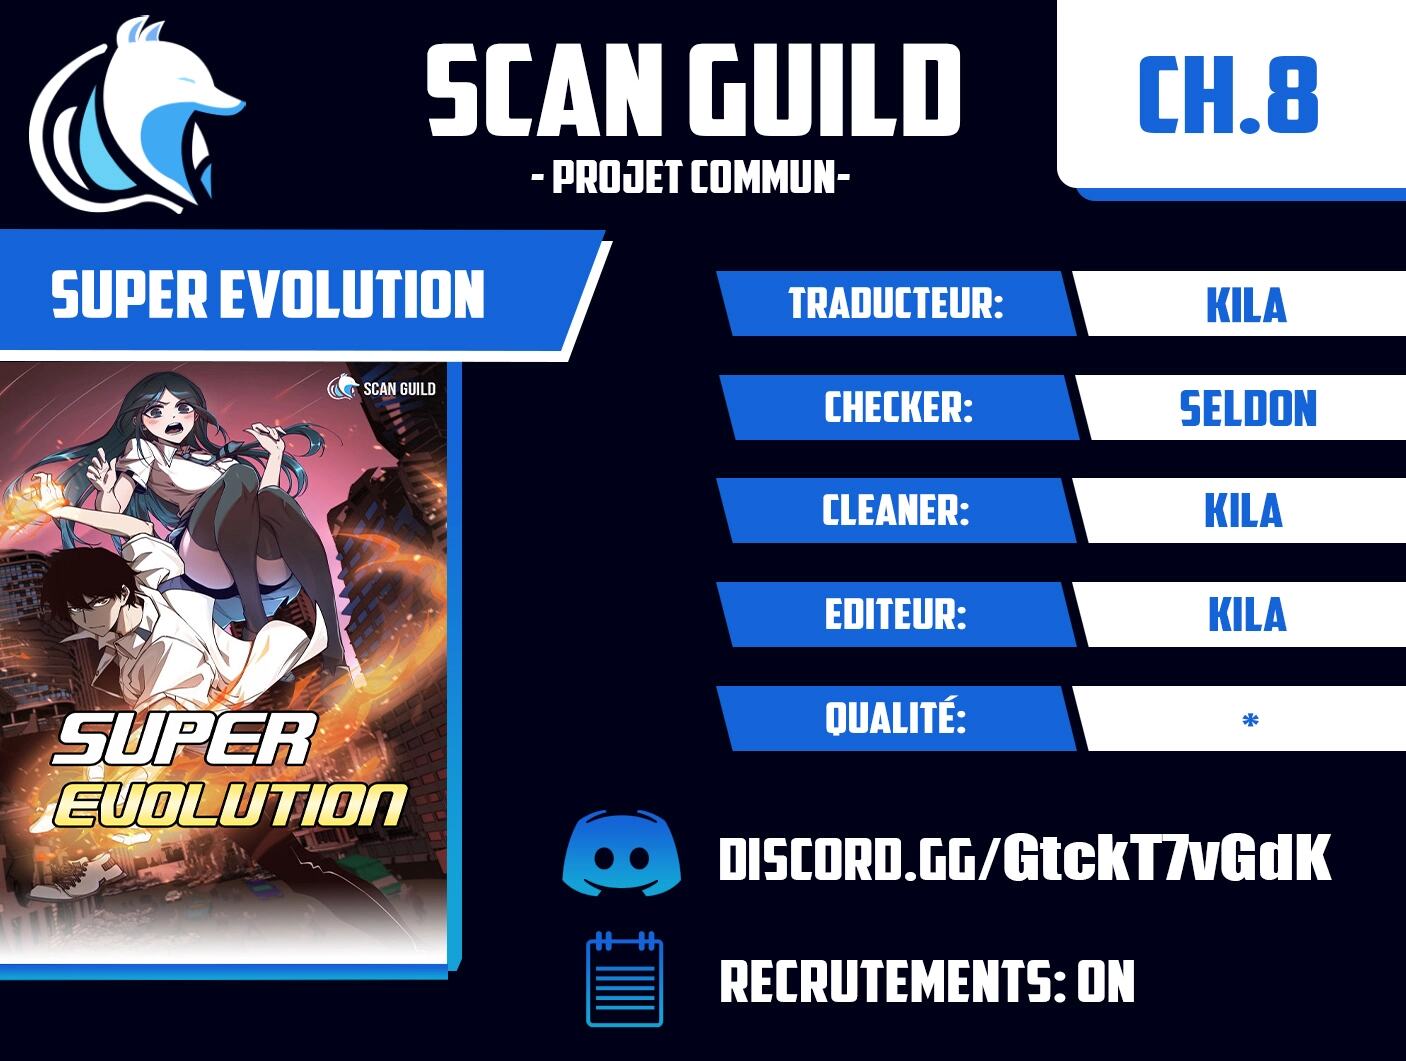 SCAN GUILD
- PROJET COMMUN-
CH.8
SUPER EVOLUTION
TRADUCTEUR: KILA
CHECKER: SELDON
CLEANER: KILA
EDITEUR: KILA
QUALITÉ: *
SCAN GUILD
SUPER
EVOLUTION
DISCORD.GG/GtckT7vGdK
RECRUTEMENTS: ON